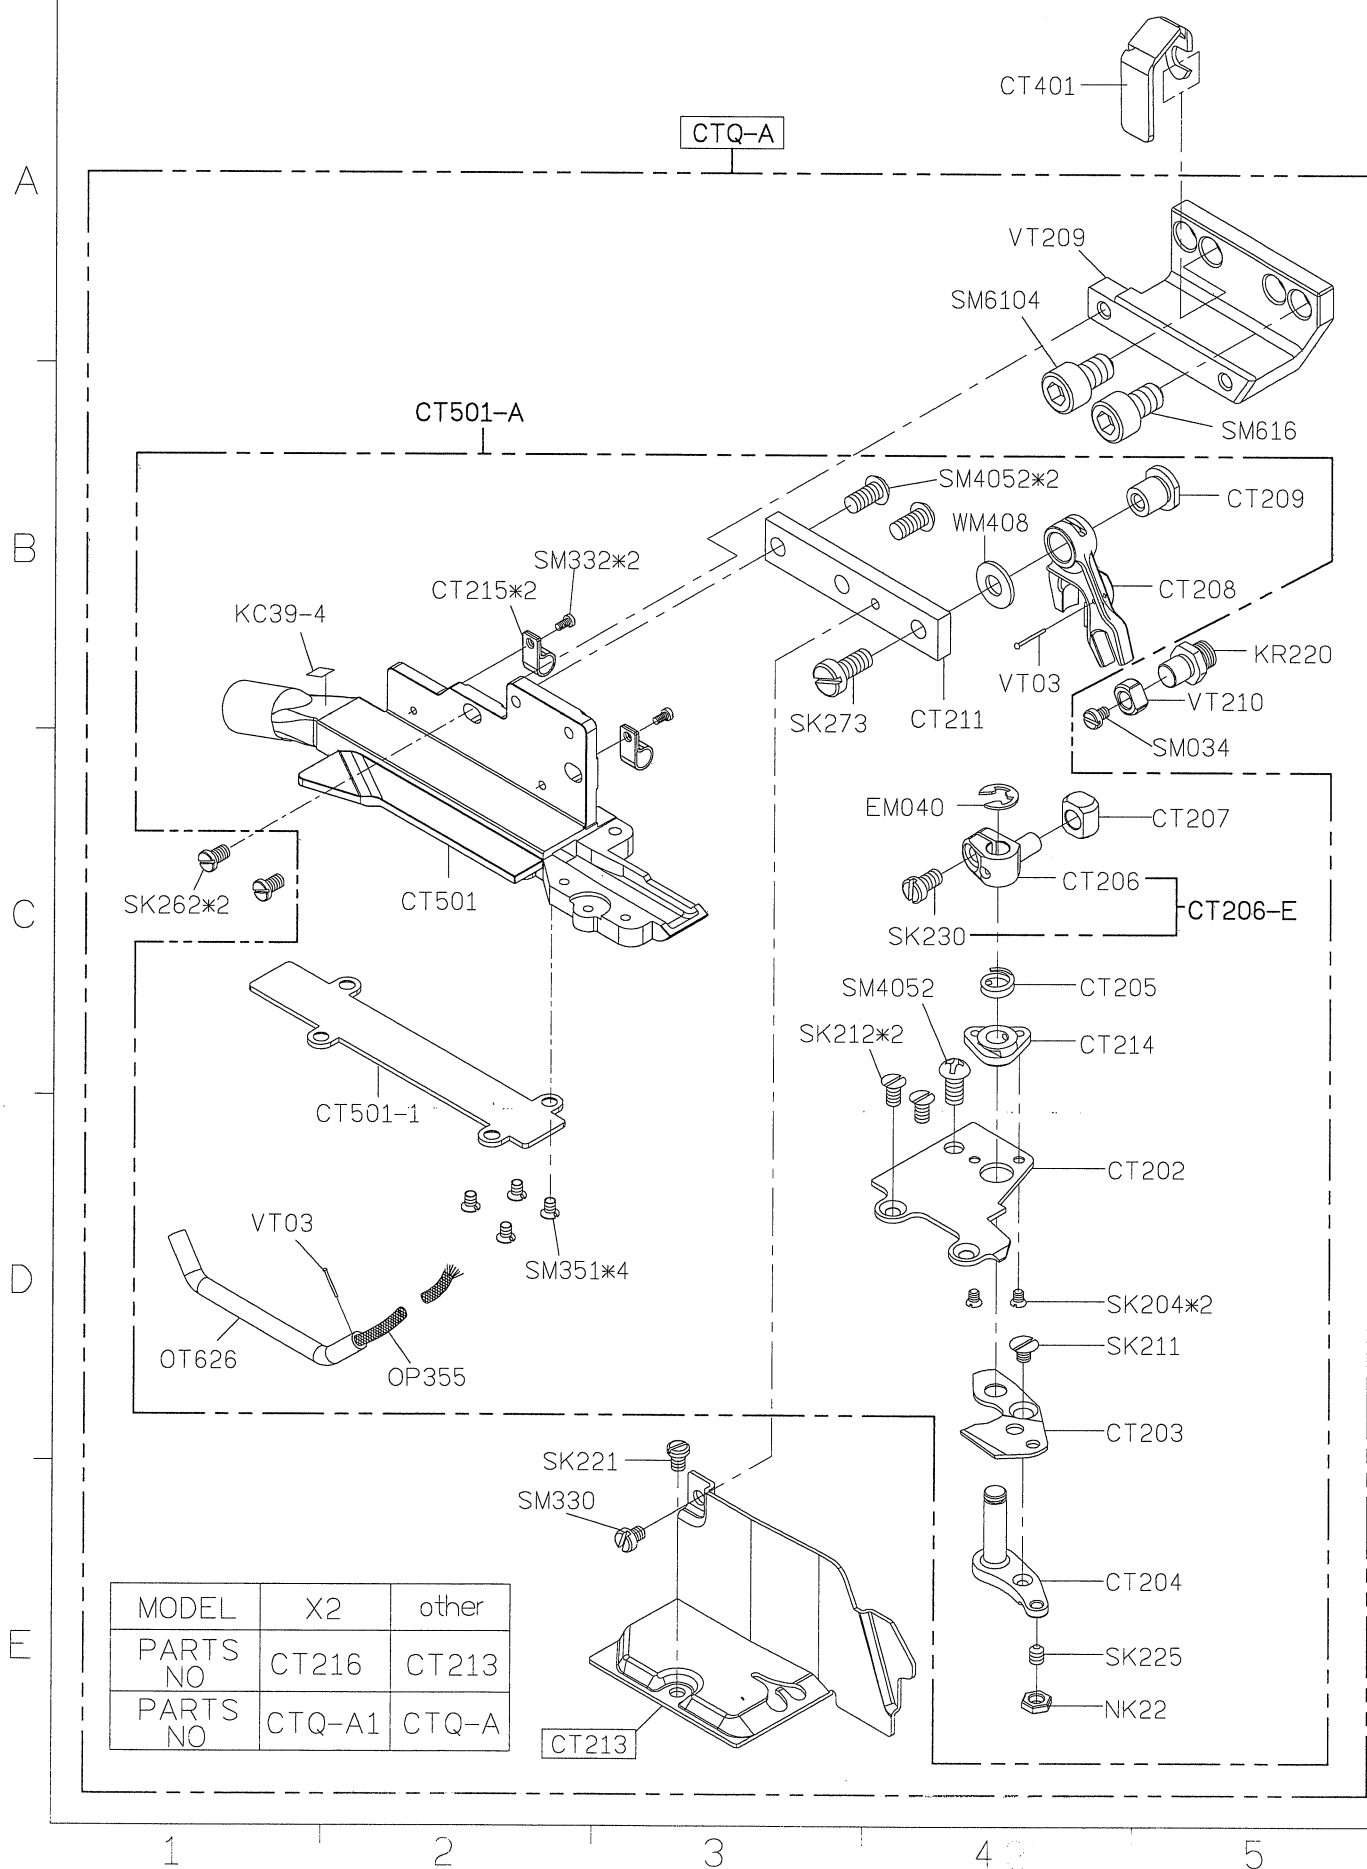 CT401
CTQ-A
A
VT209
SM6104
CT501-A
SM616
SM4052*2
CT209
WM408
B
SM332*2
CT215*2
CT208
KC39-4
KR220
VT03
VT210
SK273
CT211
SM034
EM040
CT207
CT206
SK262*2
CT501
C
CT206-E
SK230
SM4052
CT205
SK212*2
CT214
CT501-1
CT202
VT03
SM351*4
D
SK204*2
SK211
OT626
OP355
CT203
SK221
SM330
CT204
MODEL X2 other
PARTS NO CT216 CT213
PARTS NO CTQ-A1 CTQ-A
E
SK225
NK22
CT213
1 2 3 4 5